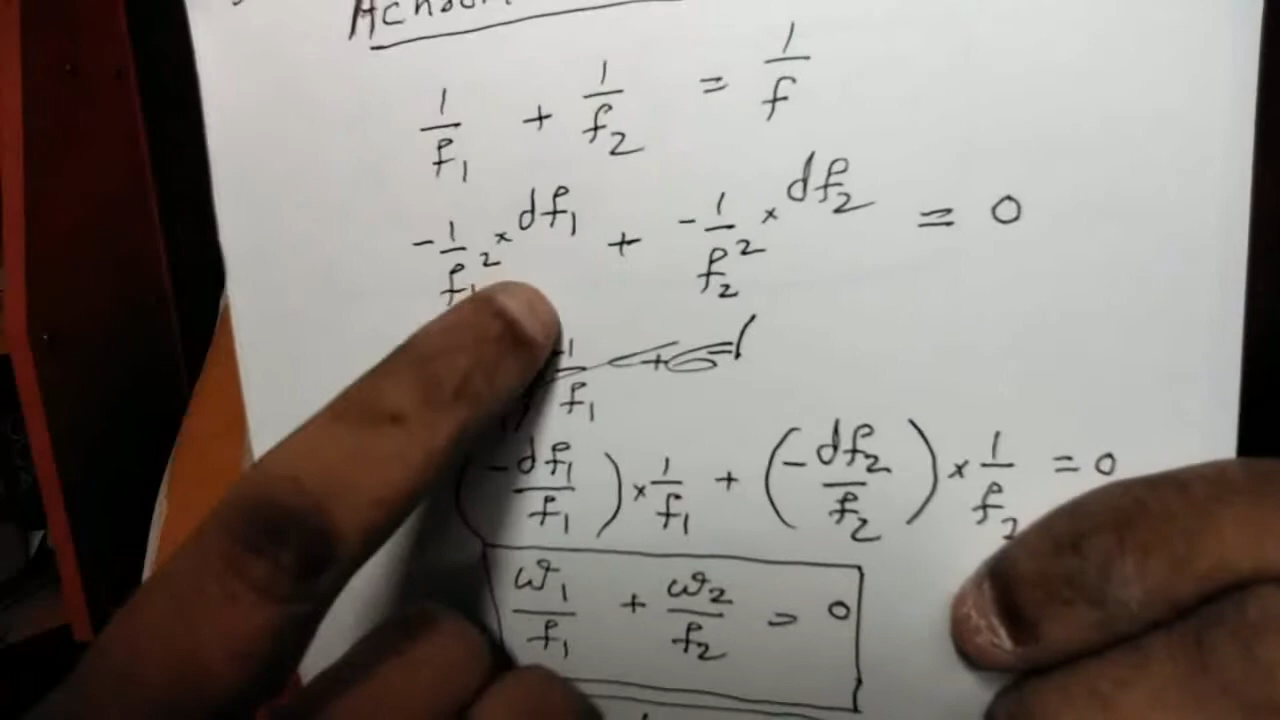 1/f₁ + 1/f₂ = 1/f
-1/f₁² × df₁ + -1/f₂² × df₂ = 0
(-df₁/f₁) × 1/f₁ + (-df₂/f₂) × 1/f₂ = 0
ω₁/f₁ + ω₂/f₂ = 0